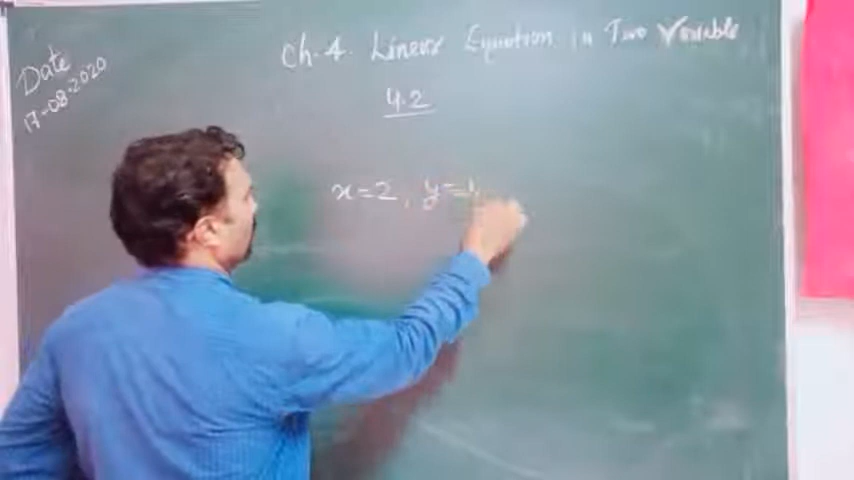 Ch-4. Linear Equation in Two Variable
Date
17-08-2020
4.2
x=2, y=1